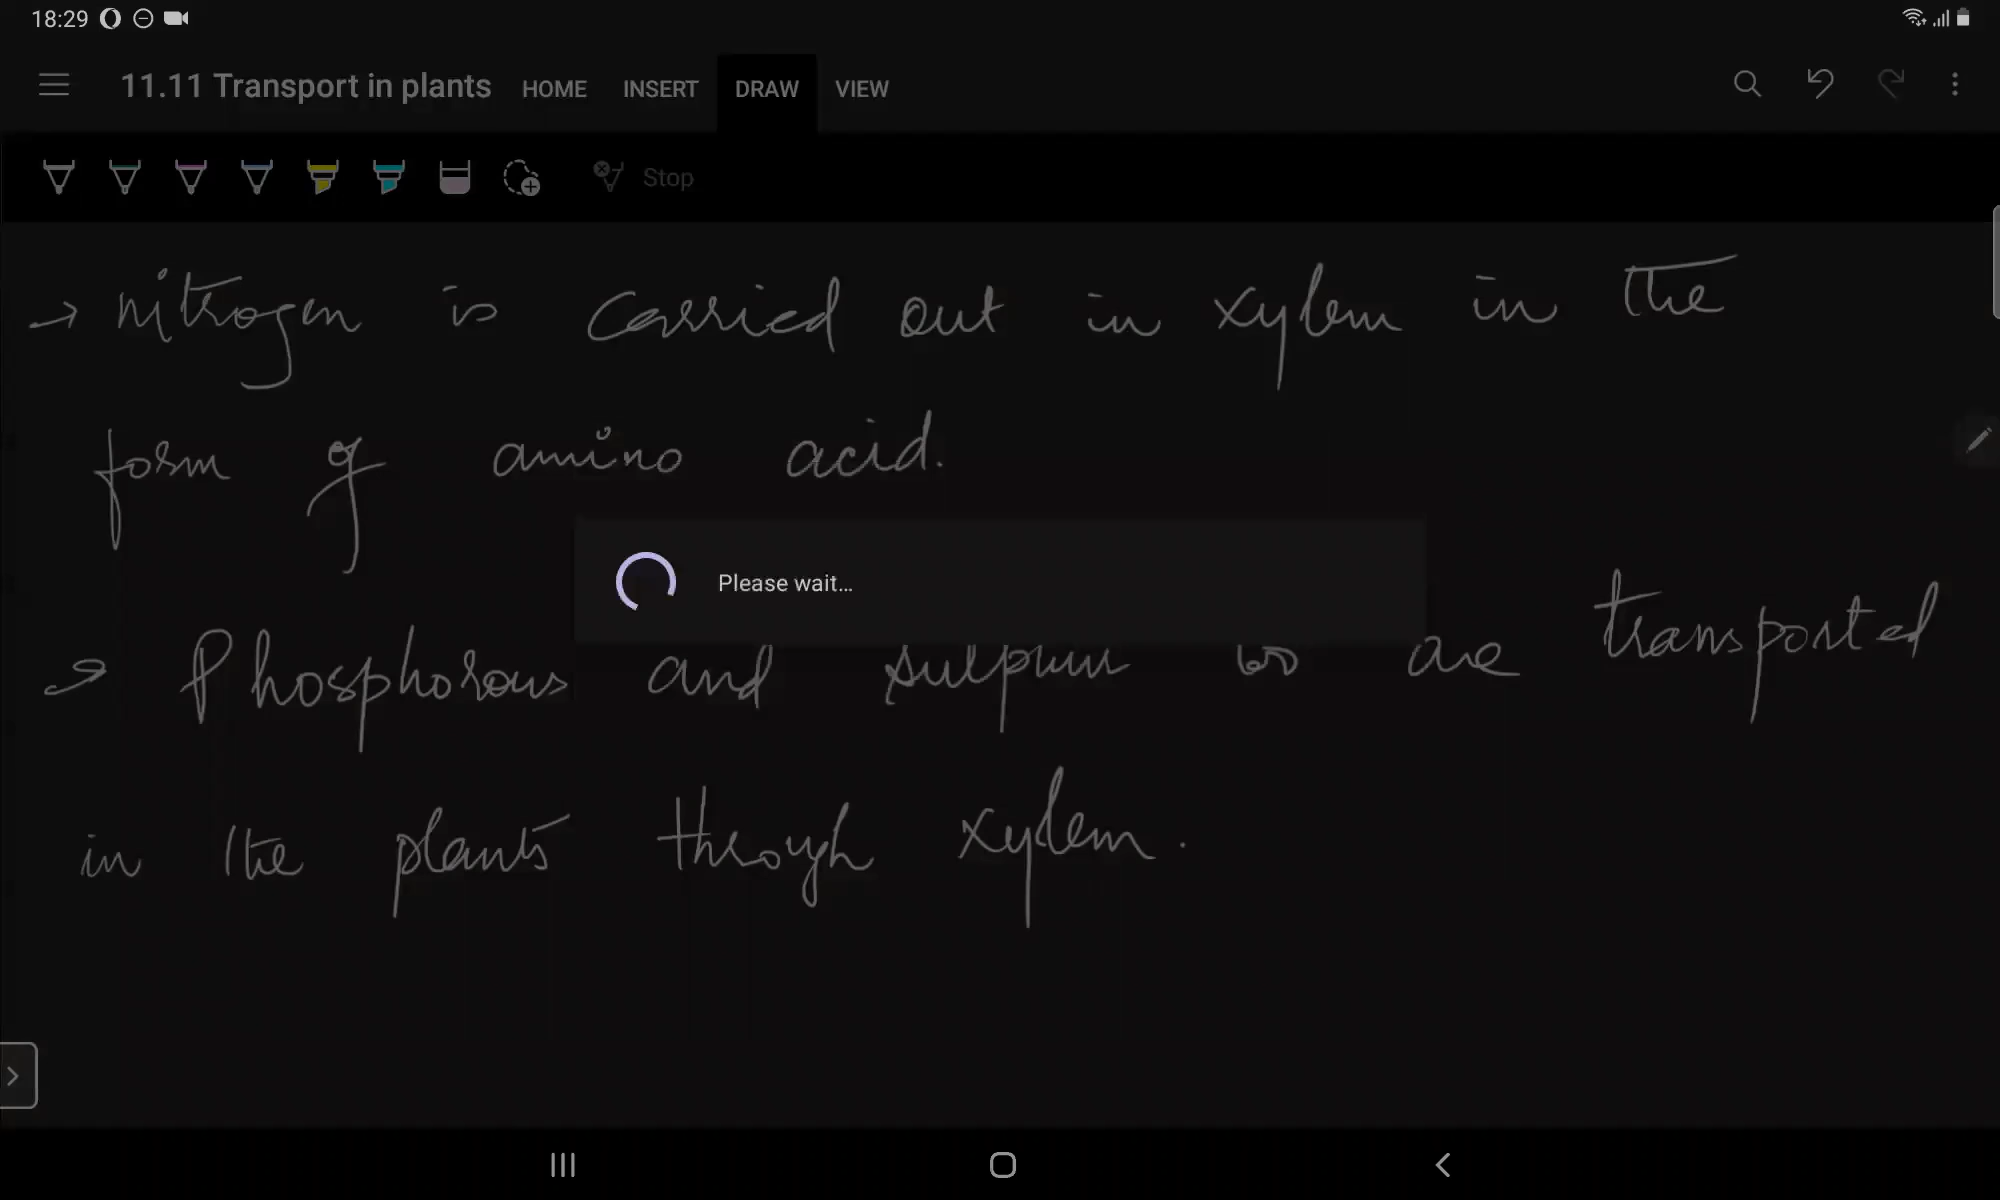 18:29
11.11 Transport in plants HOME INSERT DRAW VIEW
Stop
→ nitrogen is carried out in xylem in the
form of amino acid.
Please wait...
→ Phosphorous and sulphur too are transported
in the plants through xylem.